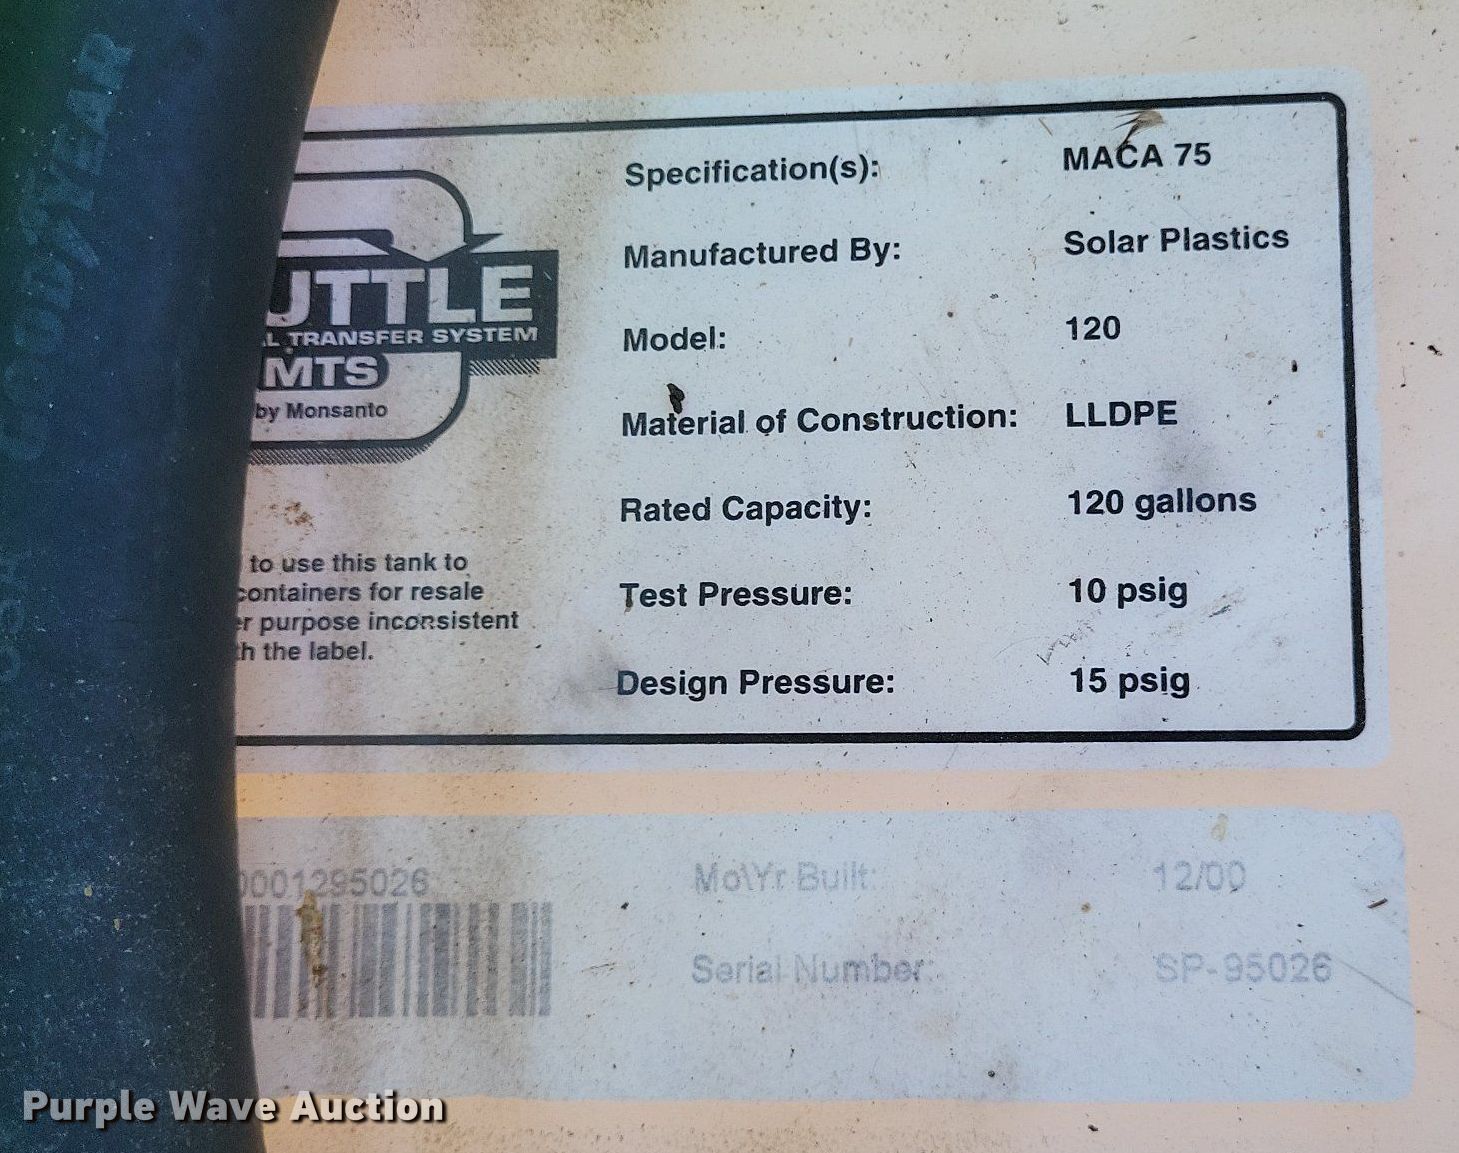 GOODYEAR
Specification(s): MACA 75
Manufactured By: Solar Plastics
Model: 120
Material of Construction: LLDPE
Rated Capacity: 120 gallons
Test Pressure: 10 psig
Design Pressure: 15 psig
UTTLE
L TRANSFER SYSTEM
MTS
by Monsanto
to use this tank to
containers for resale
er purpose inconsistent
th the label.
0001295026
Mo\Yr Built: 12/00
Serial Number: SP-95026
Purple Wave Auction